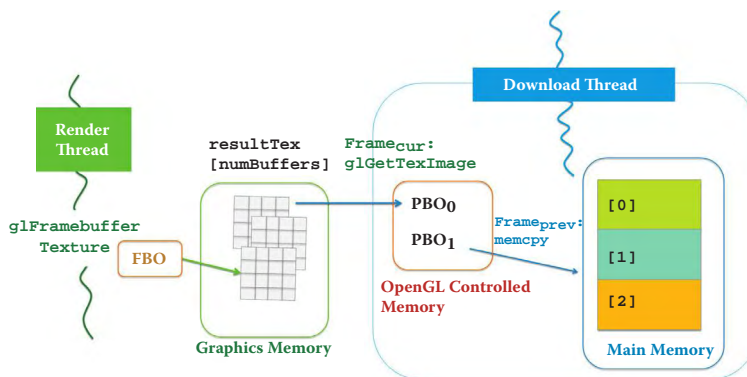 Download Thread
Render
Thread
resultTex
[numBuffers]
Framecur:
glGetTexImage
glFramebuffer
Texture
FBO
PBO0
PBO1
Frameprev:
memcpy
[0]
[1]
[2]
OpenGL Controlled
Memory
Graphics Memory
Main Memory